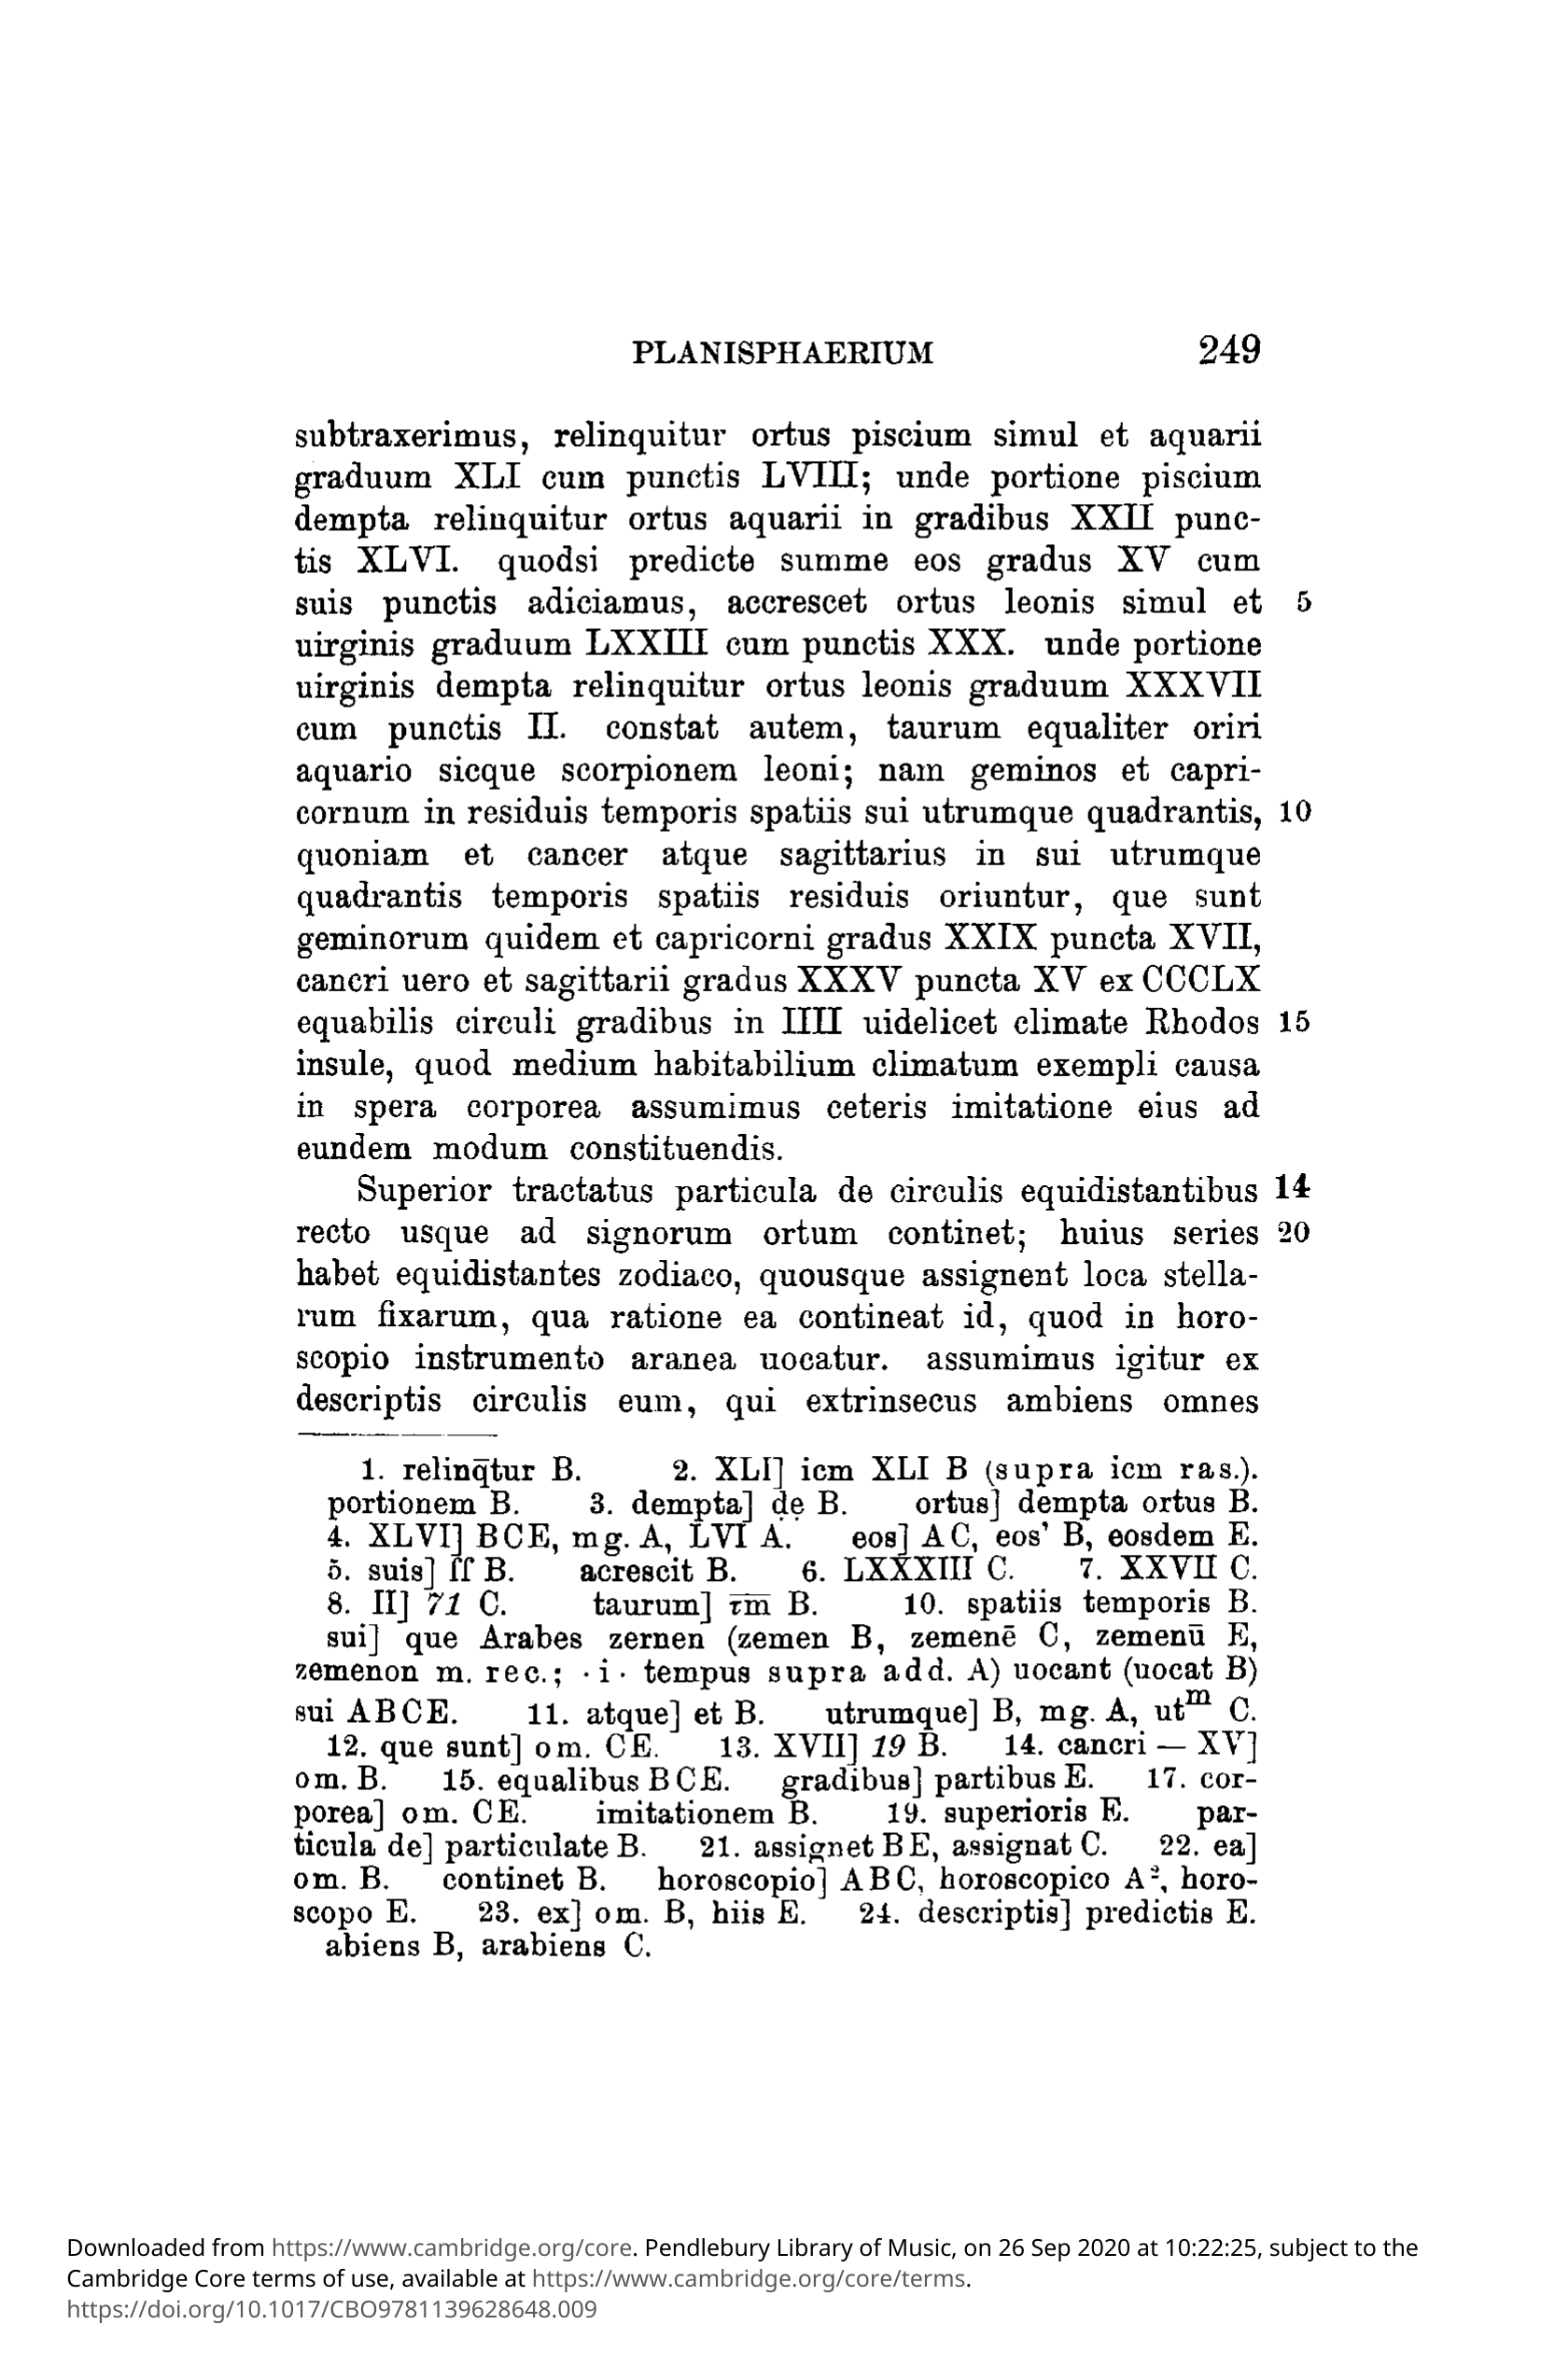 PLANISPHAERIUM 249
subtraxerimus, relinquitur ortus piscium simul et aquarii
graduum XLI cum punctis LVIII; unde portione piscium
dempta relinquitur ortus aquarii in gradibus XXII punc-
tis XLVI. quodsi predicte summe eos gradus XV cum
suis punctis adiciamus, accrescet ortus leonis simul et 5
uirginis graduum LXXIII cum punctis XXX. unde portione
uirginis dempta relinquitur ortus leonis graduum XXXVII
cum punctis II. constat autem, taurum equaliter oriri
aquario sicque scorpionem leoni; nam geminos et capri-
cornum in residuis temporis spatiis sui utrumque quadrantis, 10
quoniam et cancer atque sagittarius in sui utrumque
quadrantis temporis spatiis residuis oriuntur, que sunt
geminorum quidem et capricorni gradus XXIX puncta XVII,
cancri uero et sagittarii gradus XXXV puncta XV ex CCCLX
equabilis circuli gradibus in IIII uidelicet climate Rhodos 15
insule, quod medium habitabilium climatum exempli causa
in spera corporea assumimus ceteris imitatione eius ad
eundem modum constituendis.
Superior tractatus particula de circulis equidistantibus 14
recto usque ad signorum ortum continet; huius series 20
habet equidistantes zodiaco, quousque assignent loca stella-
rum fixarum, qua ratione ea contineat id, quod in horo-
scopio instrumento aranea uocatur. assumimus igitur ex
descriptis circulis eum, qui extrinsecus ambiens omnes
1. relinq̄tur B. 2. XLI] icm XLI B (supra icm ras.).
portionem B. 3. dempta] ḍẹ B. ortus] dempta ortus B.
4. XLVI] BCE, mg. A, LVI A. eos] AC, eos' B, eosdem E.
5. suis] ſſ B. acrescit B. 6. LXXXIII C. 7. XXVII C.
8. II] 71 C. taurum] τm̅ B. 10. spatiis temporis B.
sui] que Arabes zernen (zemen B, zemenē C, zemenū E,
zemenon m. rec.; · i · tempus supra add. A) uocant (uocat B)
sui ABCE. 11. atque] et B. utrumque] B, mg. A, utᵐ C.
12. que sunt] om. CE. 13. XVII] 19 B. 14. cancri — XV]
om. B. 15. equalibus BCE. gradibus] partibus E. 17. cor-
porea] om. CE. imitationem B. 19. superioris E. par-
ticula de] particulate B. 21. assignet BE, assignat C. 22. ea]
om. B. continet B. horoscopio] ABC, horoscopico A², horo-
scopo E. 23. ex] om. B, hiis E. 24. descriptis] predictis E.
abiens B, arabiens C.
Downloaded from https://www.cambridge.org/core. Pendlebury Library of Music, on 26 Sep 2020 at 10:22:25, subject to the
Cambridge Core terms of use, available at https://www.cambridge.org/core/terms.
https://doi.org/10.1017/CBO9781139628648.009